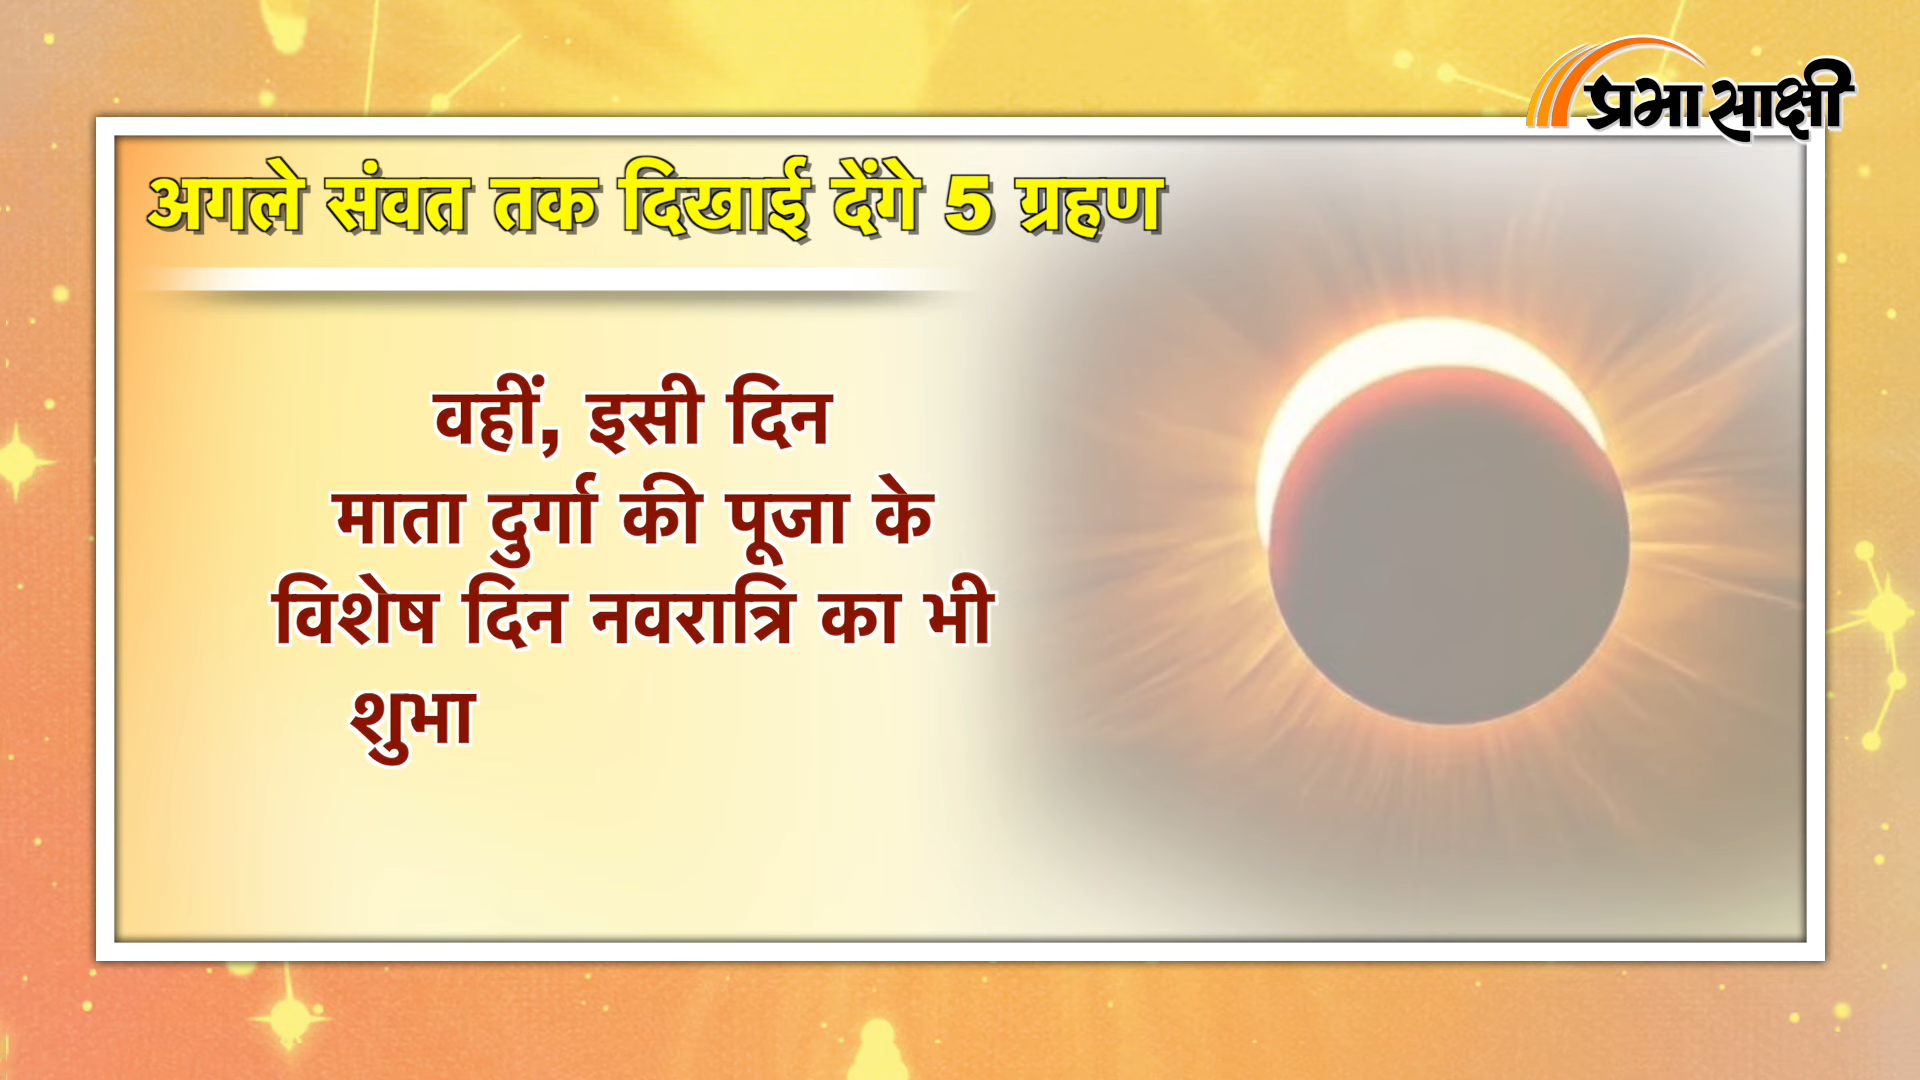 प्रभासाक्षी
अगले संवत तक दिखाई देंगे 5 ग्रहण
वहीं, इसी दिन
माता दुर्गा की पूजा के
विशेष दिन नवरात्रि का भी
शुभा